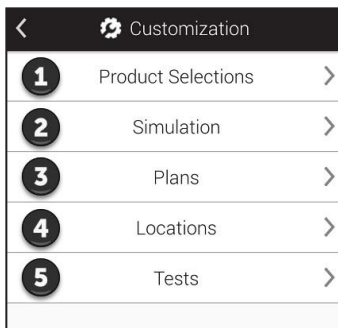 Customization
1 Product Selections
2 Simulation
3 Plans
4 Locations
5 Tests